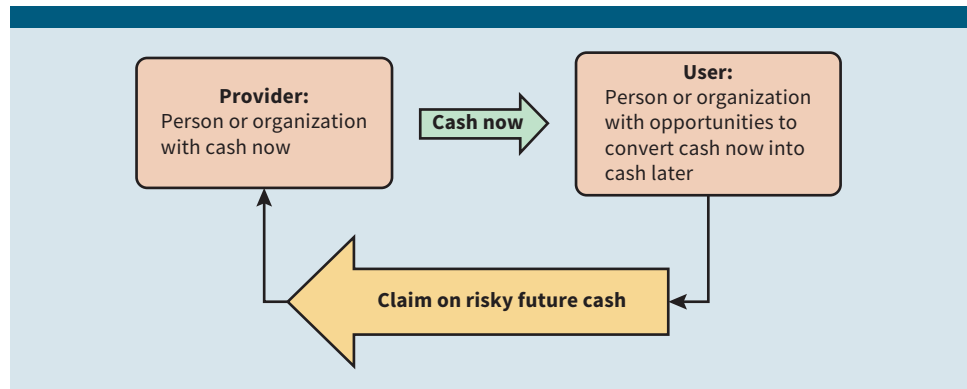 Provider:
Person or organization
with cash now
Cash now
User:
Person or organization
with opportunities to
convert cash now into
cash later
Claim on risky future cash